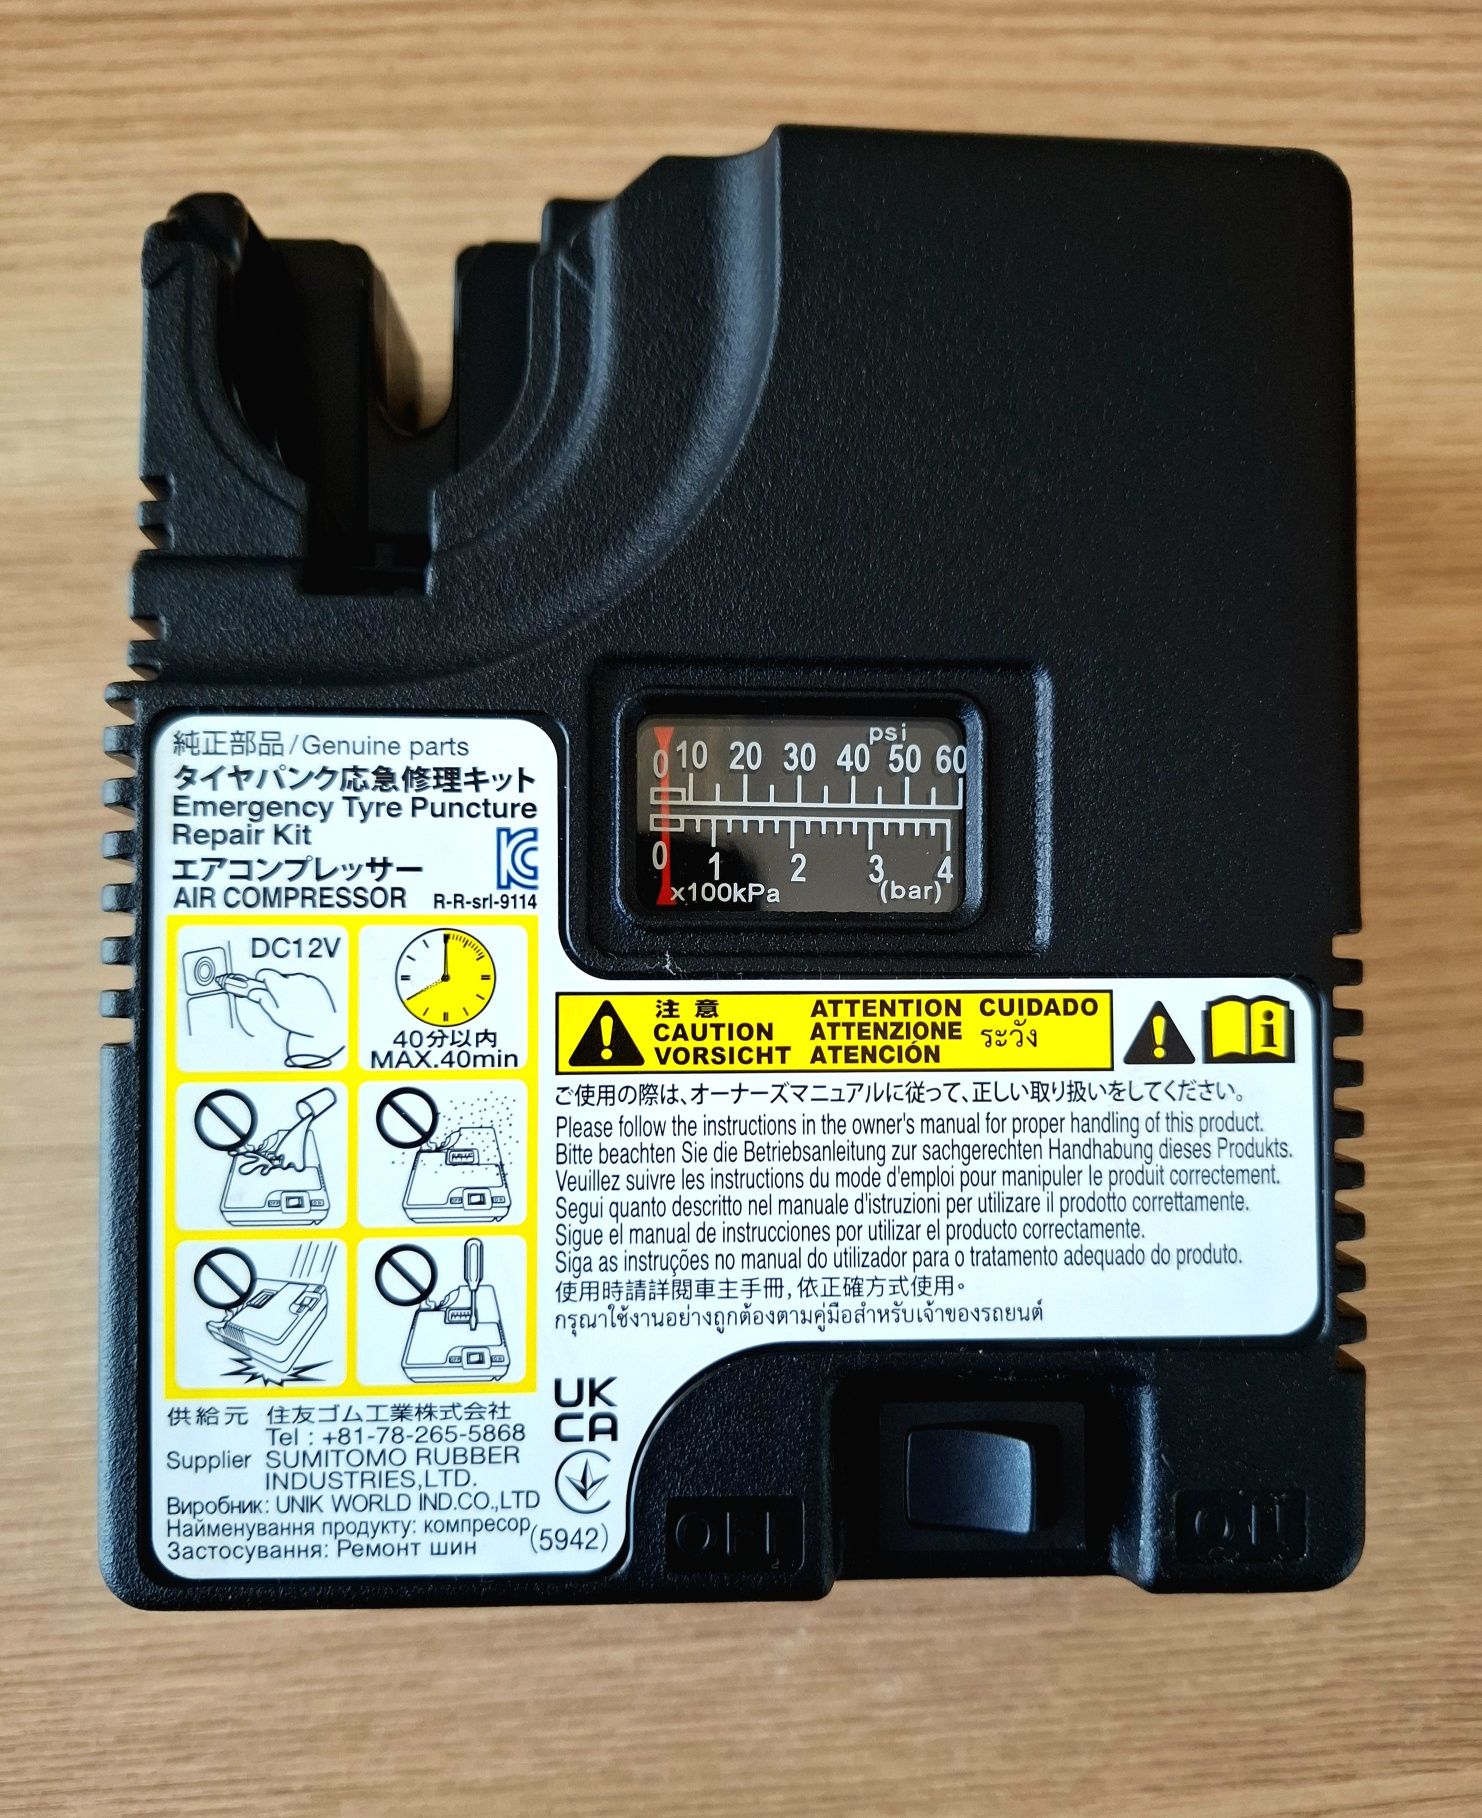 純正部品/Genuine parts
タイヤパンク応急修理キット
Emergency Tyre Puncture
Repair Kit
エアコンプレッサー
AIR COMPRESSOR
R-R-srl-9114
psi
0 10 20 30 40 50 60
0 1 2 3 4
x100kPa (bar)
DC12V
40分以内
MAX.40min
注意 ATTENTION CUIDADO
CAUTION ATTENZIONE ระวัง
VORSICHT ATENCIÓN
ご使用の際は、オーナーズマニュアルに従って、正しい取り扱いをしてください。
Please follow the instructions in the owner's manual for proper handling of this product.
Bitte beachten Sie die Betriebsanleitung zur sachgerechten Handhabung dieses Produkts.
Veuillez suivre les instructions du mode d'emploi pour manipuler le produit correctement.
Segui quanto descritto nel manuale d'istruzioni per utilizzare il prodotto correttamente.
Sigue el manual de instrucciones por utilizar el producto correctamente.
Siga as instruções no manual do utilizador para o tratamento adequado do produto.
使用時請詳閱車主手冊,依正確方式使用。
กรุณาใช้งานอย่างถูกต้องตามคู่มือสำหรับเจ้าของรถยนต์
供給元 住友ゴム工業株式会社
Tel : +81-78-265-5868
Supplier SUMITOMO RUBBER
INDUSTRIES,LTD.
Виробник: UNIK WORLD IND.CO.,LTD
Найменування продукту: компресор
Застосування: Ремонт шин
(5942)
UK
CA
OFF
ON